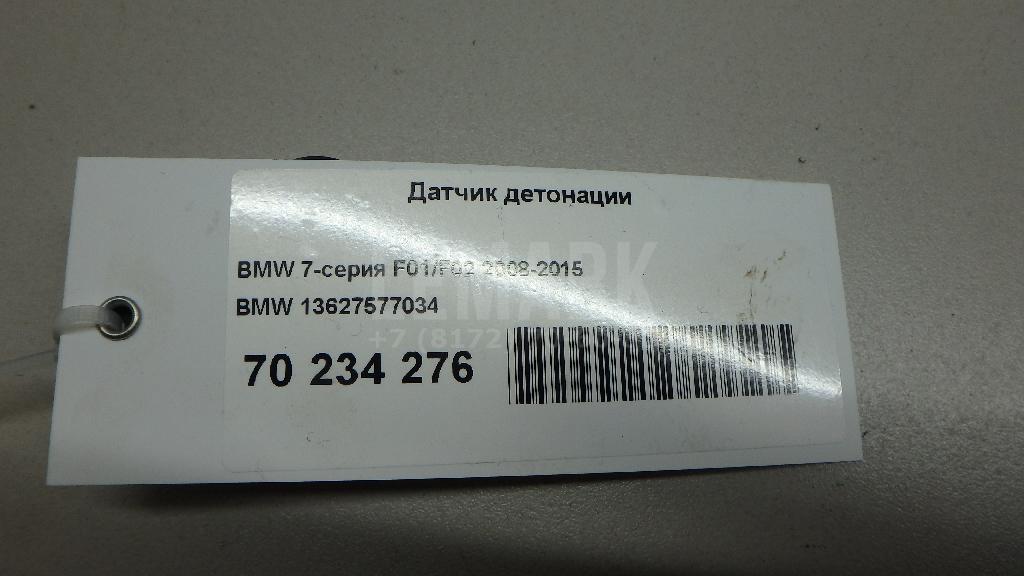 Датчик детонации
BMW 7-серия F01/F02 2008-2015
BMW 13627577034
70 234 276